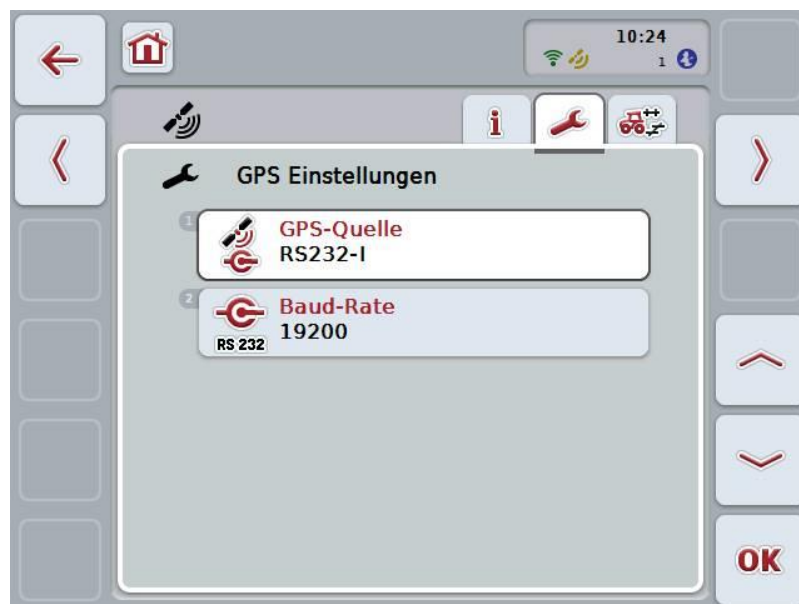 10:24
1
i
GPS Einstellungen
1
GPS-Quelle
RS232-I
2
Baud-Rate
RS 232
19200
OK